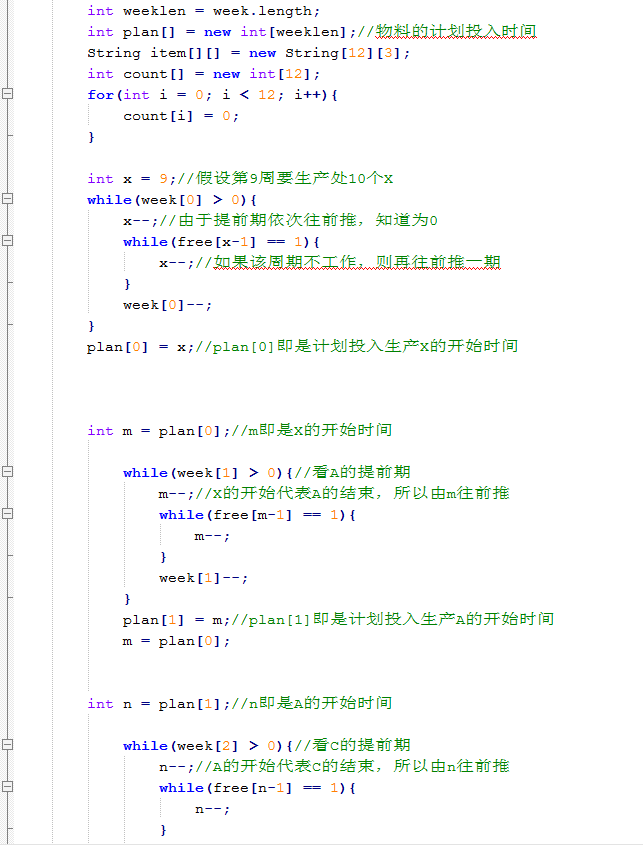 int weeklen = week.length;
int plan[] = new int[weeklen];//物料的计划投入时间
String item[][] = new String[12][3];
int count[] = new int[12];
for(int i = 0; i < 12; i++){
count[i] = 0;
}
int x = 9;//假设第9周要生产处10个X
while(week[0] > 0){
x--;//由于提前期依次往前推，知道为0
while(free[x-1] == 1){
x--;//如果该周期不工作，则再往前推一期
}
week[0]--;
}
plan[0] = x;//plan[0]即是计划投入生产X的开始时间
int m = plan[0];//m即是X的开始时间
while(week[1] > 0){//看A的提前期
m--;//X的开始代表A的结束，所以由m往前推
while(free[m-1] == 1){
m--;
}
week[1]--;
}
plan[1] = m;//plan[1]即是计划投入生产A的开始时间
m = plan[0];
int n = plan[1];//n即是A的开始时间
while(week[2] > 0){//看C的提前期
n--;//A的开始代表C的结束，所以由n往前推
while(free[n-1] == 1){
n--;
}